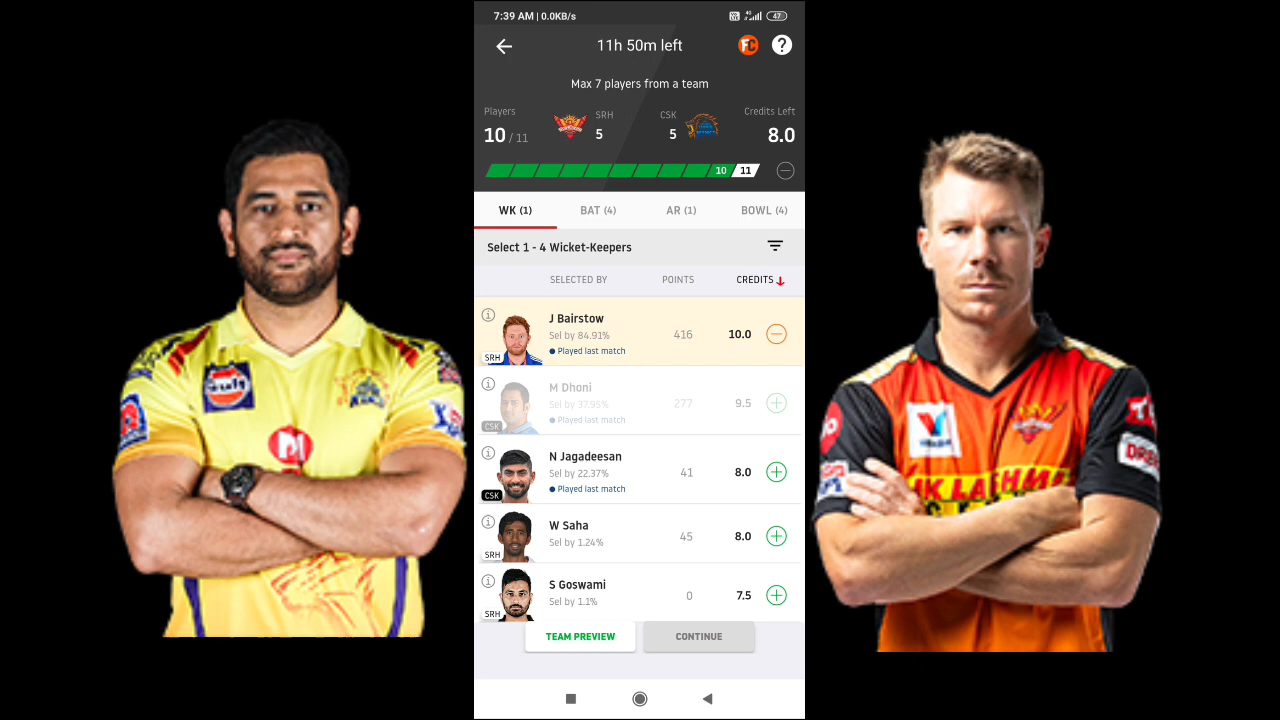 7:39 AM | 0.0KB/s
4G
47
11h 50m left
FC
?
Max 7 players from a team
Players
10 / 11
SRH
5
CSK
5
Credits Left
8.0
10
11
WK (1)
BAT (4)
AR (1)
BOWL (4)
Select 1 - 4 Wicket-Keepers
SELECTED BY
POINTS
CREDITS
J Bairstow
Sel by 84.91%
Played last match
SRH
416
10.0
M Dhoni
Sel by 37.95%
Played last match
CSK
277
9.5
N Jagadeesan
Sel by 22.37%
Played last match
CSK
41
8.0
W Saha
Sel by 1.24%
SRH
45
8.0
S Goswami
Sel by 1.1%
SRH
0
7.5
TEAM PREVIEW
CONTINUE
Gulf